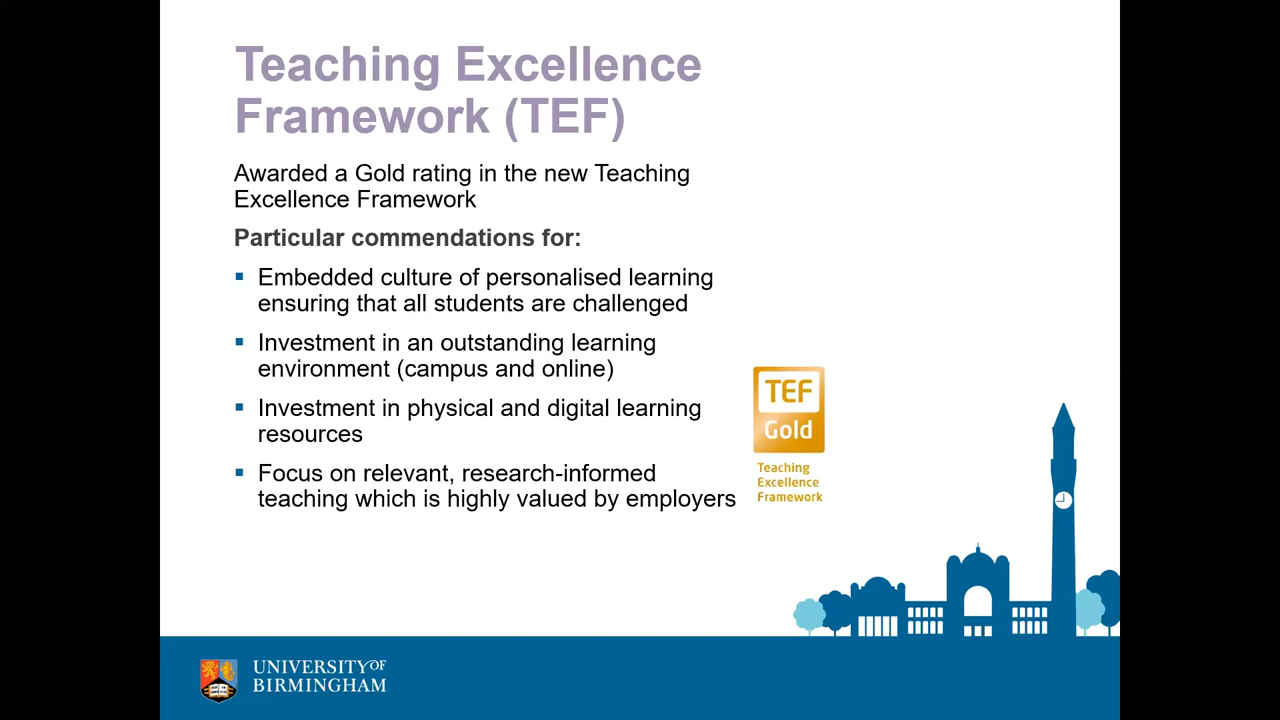 Teaching Excellence
Framework (TEF)
Awarded a Gold rating in the new Teaching
Excellence Framework
Particular commendations for:
Embedded culture of personalised learning
ensuring that all students are challenged
Investment in an outstanding learning
environment (campus and online)
Investment in physical and digital learning
resources
Focus on relevant, research-informed
teaching which is highly valued by employers
TEF
Gold
Teaching
Excellence
Framework
UNIVERSITY OF
BIRMINGHAM